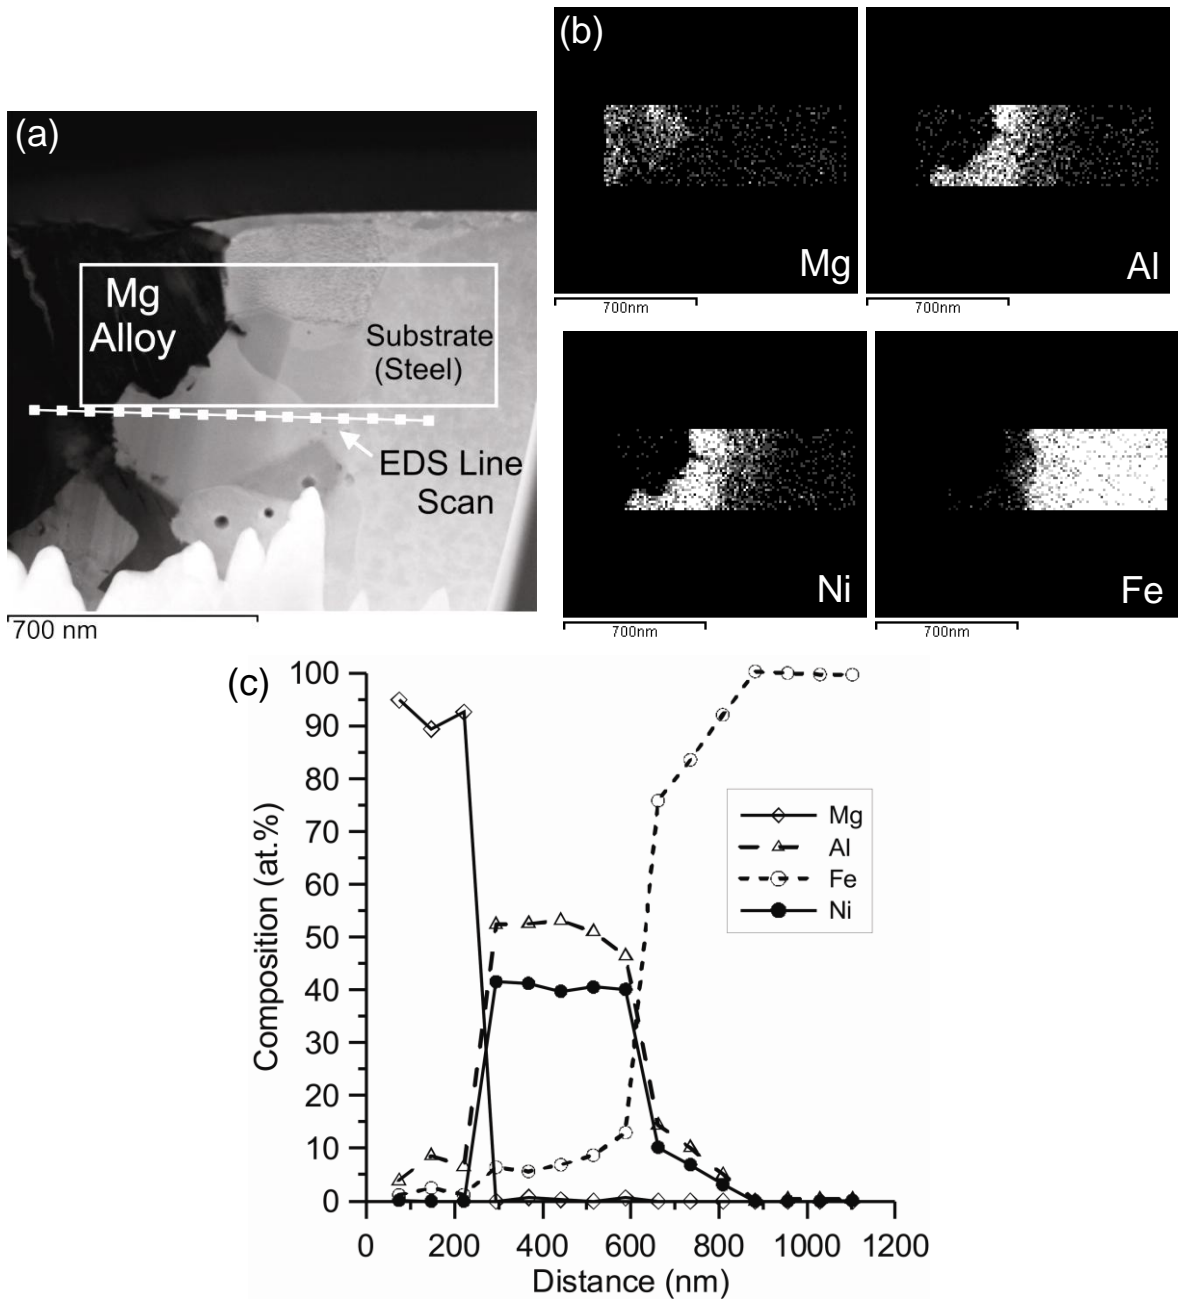 (a)
Mg
Alloy
Substrate
(Steel)
EDS Line
Scan
700 nm
(b)
Mg
700nm
Al
700nm
Ni
700nm
Fe
700nm
(c)
100
90
80
70
60
50
40
30
20
10
0
Composition (at.%)
Mg
Al
Fe
Ni
0 200 400 600 800 1000 1200
Distance (nm)